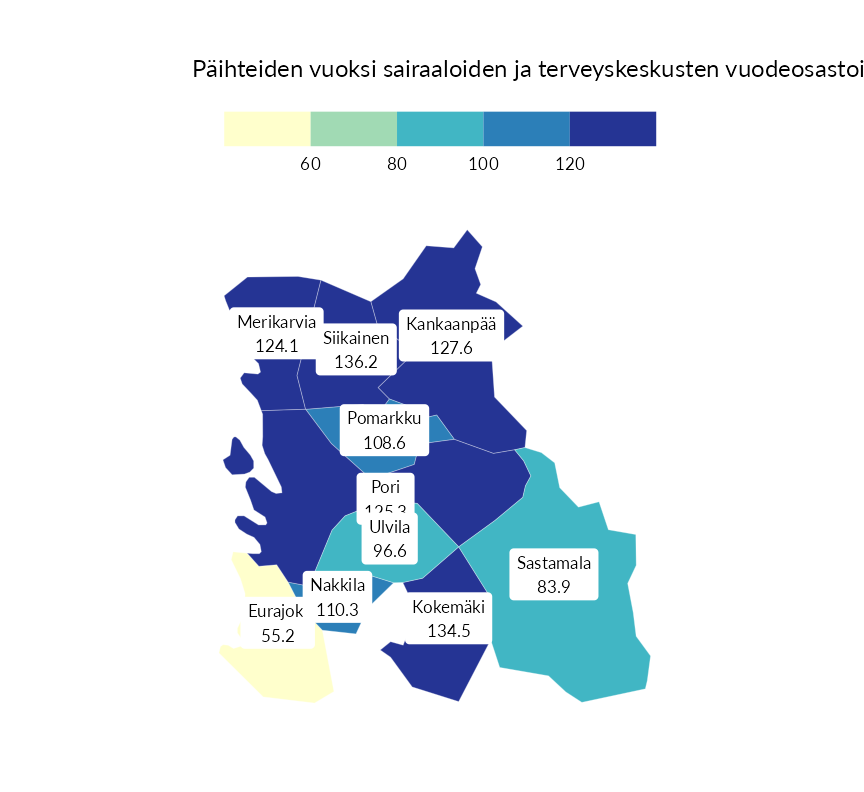 Päihteiden vuoksi sairaaloiden ja terveyskeskusten vuodeosastoi
60 80 100 120
Merikarvia
124.1
Siikainen
136.2
Kankaanpää
127.6
Pomarkku
108.6
Pori
125.3
Ulvila
96.6
Sastamala
83.9
Nakkila
110.3
Eurajok
55.2
Kokemäki
134.5